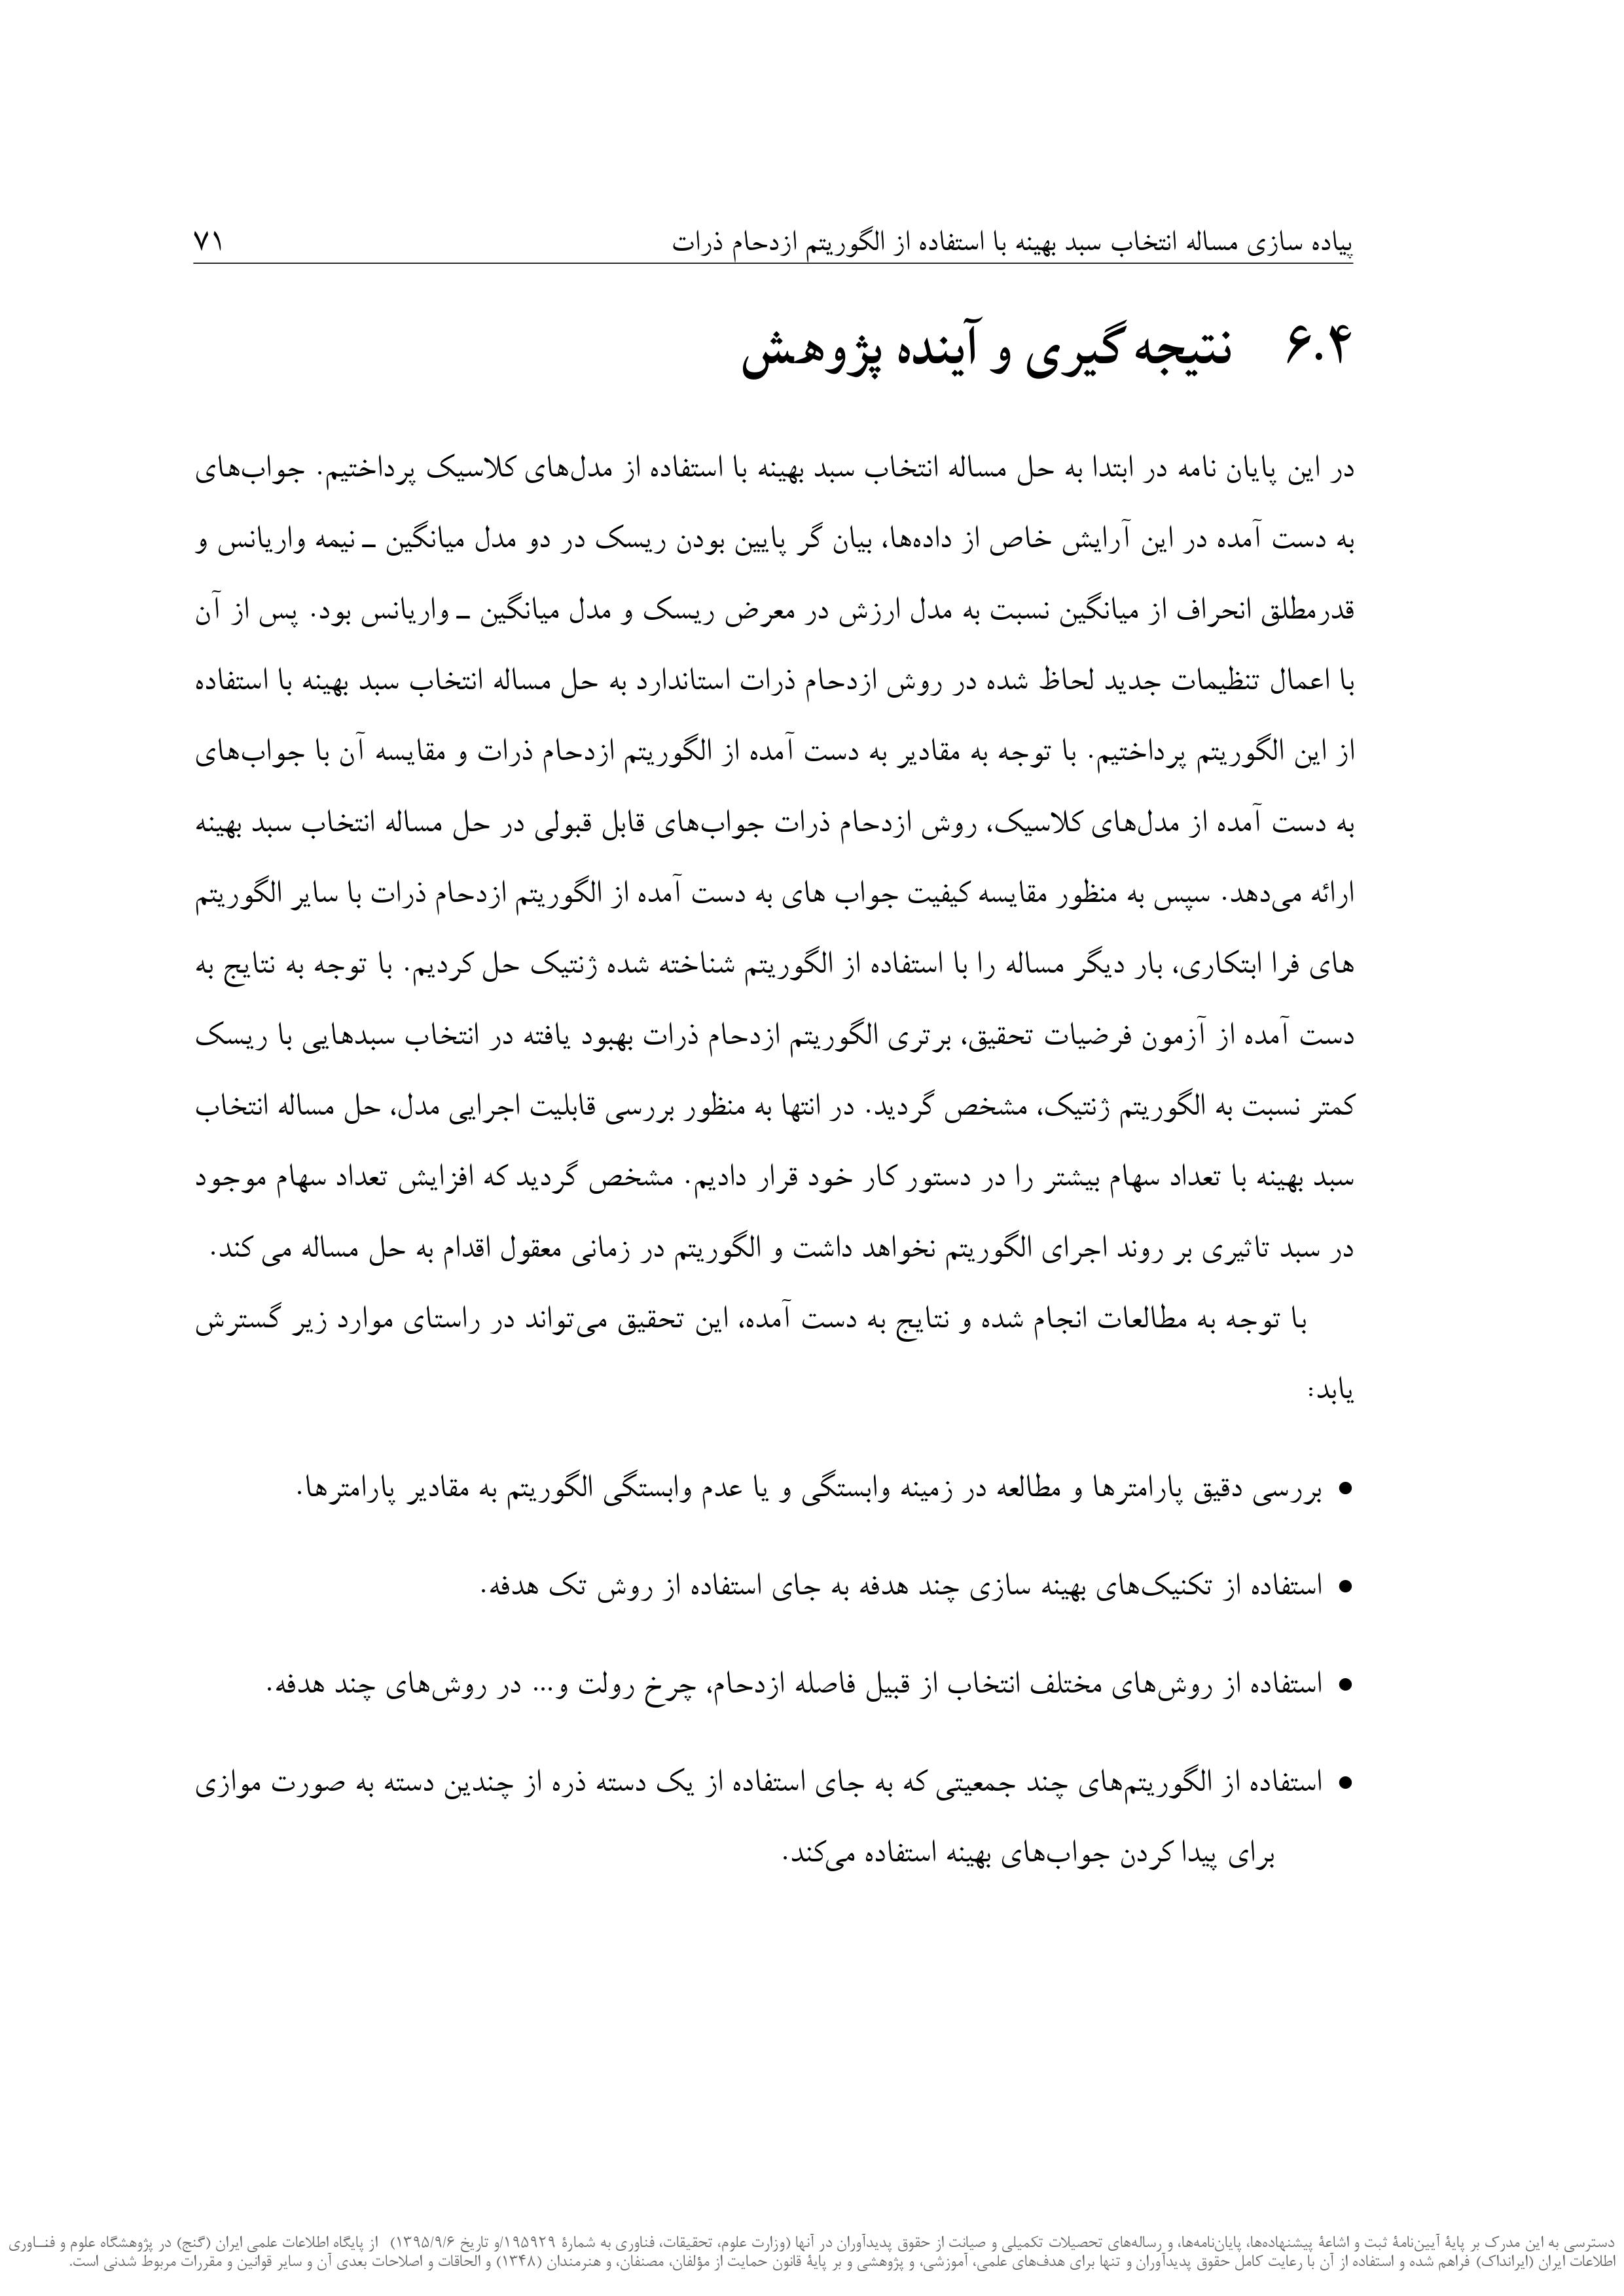 پیاده سازی مساله انتخاب سبد بهینه با استفاده از الگوریتم ازدحام ذرات ۷۱
۶.۴ نتیجه گیری و آینده پژوهش
در این پایان نامه در ابتدا به حل مساله انتخاب سبد بهینه با استفاده از مدل‌های کلاسیک پرداختیم. جواب‌های
به دست آمده در این آرایش خاص از داده‌ها، بیان گر پایین بودن ریسک در دو مدل میانگین ـ نیمه واریانس و
قدرمطلق انحراف از میانگین نسبت به مدل ارزش در معرض ریسک و مدل میانگین ـ واریانس بود. پس از آن
با اعمال تنظیمات جدید لحاظ شده در روش ازدحام ذرات استاندارد به حل مساله انتخاب سبد بهینه با استفاده
از این الگوریتم پرداختیم. با توجه به مقادیر به دست آمده از الگوریتم ازدحام ذرات و مقایسه آن با جواب‌های
به دست آمده از مدل‌های کلاسیک، روش ازدحام ذرات جواب‌های قابل قبولی در حل مساله انتخاب سبد بهینه
ارائه می‌دهد. سپس به منظور مقایسه کیفیت جواب های به دست آمده از الگوریتم ازدحام ذرات با سایر الگوریتم
های فرا ابتکاری، بار دیگر مساله را با استفاده از الگوریتم شناخته شده ژنتیک حل کردیم. با توجه به نتایج به
دست آمده از آزمون فرضیات تحقیق، برتری الگوریتم ازدحام ذرات بهبود یافته در انتخاب سبدهایی با ریسک
کمتر نسبت به الگوریتم ژنتیک، مشخص گردید. در انتها به منظور بررسی قابلیت اجرایی مدل، حل مساله انتخاب
سبد بهینه با تعداد سهام بیشتر را در دستور کار خود قرار دادیم. مشخص گردید که افزایش تعداد سهام موجود
در سبد تاثیری بر روند اجرای الگوریتم نخواهد داشت و الگوریتم در زمانی معقول اقدام به حل مساله می کند.
با توجه به مطالعات انجام شده و نتایج به دست آمده، این تحقیق می‌تواند در راستای موارد زیر گسترش
یابد:
• بررسی دقیق پارامترها و مطالعه در زمینه وابستگی و یا عدم وابستگی الگوریتم به مقادیر پارامترها.
• استفاده از تکنیک‌های بهینه سازی چند هدفه به جای استفاده از روش تک هدفه.
• استفاده از روش‌های مختلف انتخاب از قبیل فاصله ازدحام، چرخ رولت و... در روش‌های چند هدفه.
• استفاده از الگوریتم‌های چند جمعیتی که به جای استفاده از یک دسته ذره از چندین دسته به صورت موازی
برای پیدا کردن جواب‌های بهینه استفاده می‌کند.
دسترسی به این مدرک بر پایهٔ آیین‌نامهٔ ثبت و اشاعهٔ پیشنهاده‌ها، پایان‌نامه‌ها، و رساله‌های تحصیلات تکمیلی و صیانت از حقوق پدیدآوران در آنها (وزارت علوم، تحقیقات، فناوری به شمارهٔ ۱۹۵۹۲۹/و تاریخ ۱۳۹۵/۹/۶) از پایگاه اطلاعات علمی ایران (گنج) در پژوهشگاه علوم و فنـاوری
اطلاعات ایران (ایرانداک) فراهم شده و استفاده از آن با رعایت کامل حقوق پدیدآوران و تنها برای هدف‌های علمی، آموزشی، و پژوهشی و بر پایهٔ قانون حمایت از مؤلفان، مصنفان، و هنرمندان (۱۳۴۸) و الحاقات و اصلاحات بعدی آن و سایر قوانین و مقررات مربوط شدنی است.